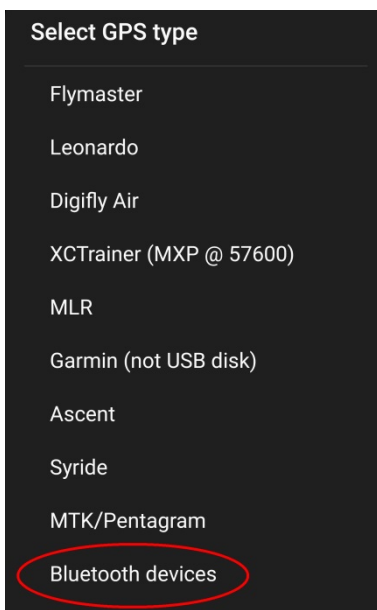 Select GPS type
Flymaster
Leonardo
Digifly Air
XCTrainer (MXP @ 57600)
MLR
Garmin (not USB disk)
Ascent
Syride
MTK/Pentagram
Bluetooth devices